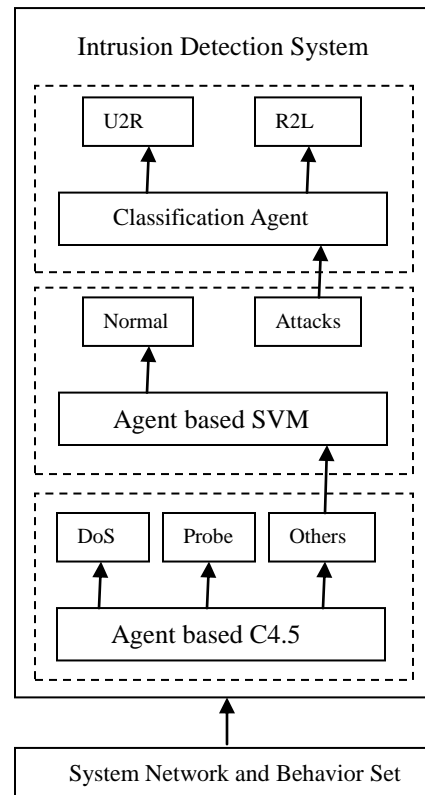 Intrusion Detection System
U2R R2L
Classification Agent
Normal Attacks
Agent based SVM
DoS Probe Others
Agent based C4.5
System Network and Behavior Set